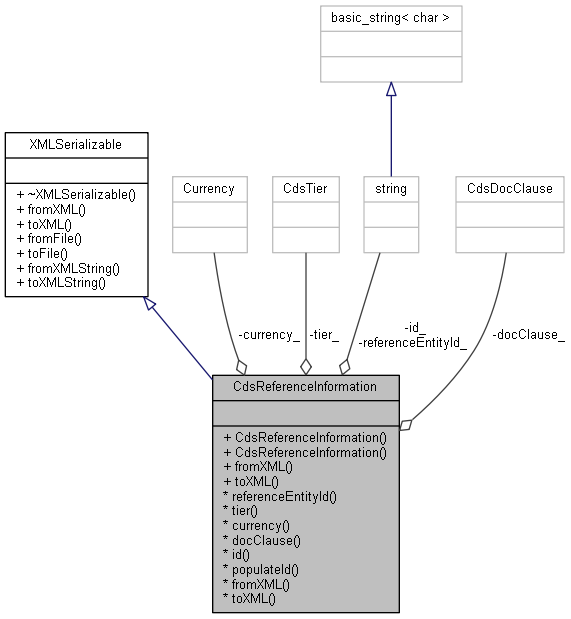 basic_string< char >
XMLSerializable
+ ~XMLSerializable()
+ fromXML()
+ toXML()
+ fromFile()
+ toFile()
+ fromXMLString()
+ toXMLString()
Currency
CdsTier
string
CdsDocClause
-currency_
-tier_
-id_
-referenceEntityId_
-docClause_
CdsReferenceInformation
+ CdsReferenceInformation()
+ CdsReferenceInformation()
+ fromXML()
+ toXML()
* referenceEntityId()
* tier()
* currency()
* docClause()
* id()
* populateId()
* fromXML()
* toXML()